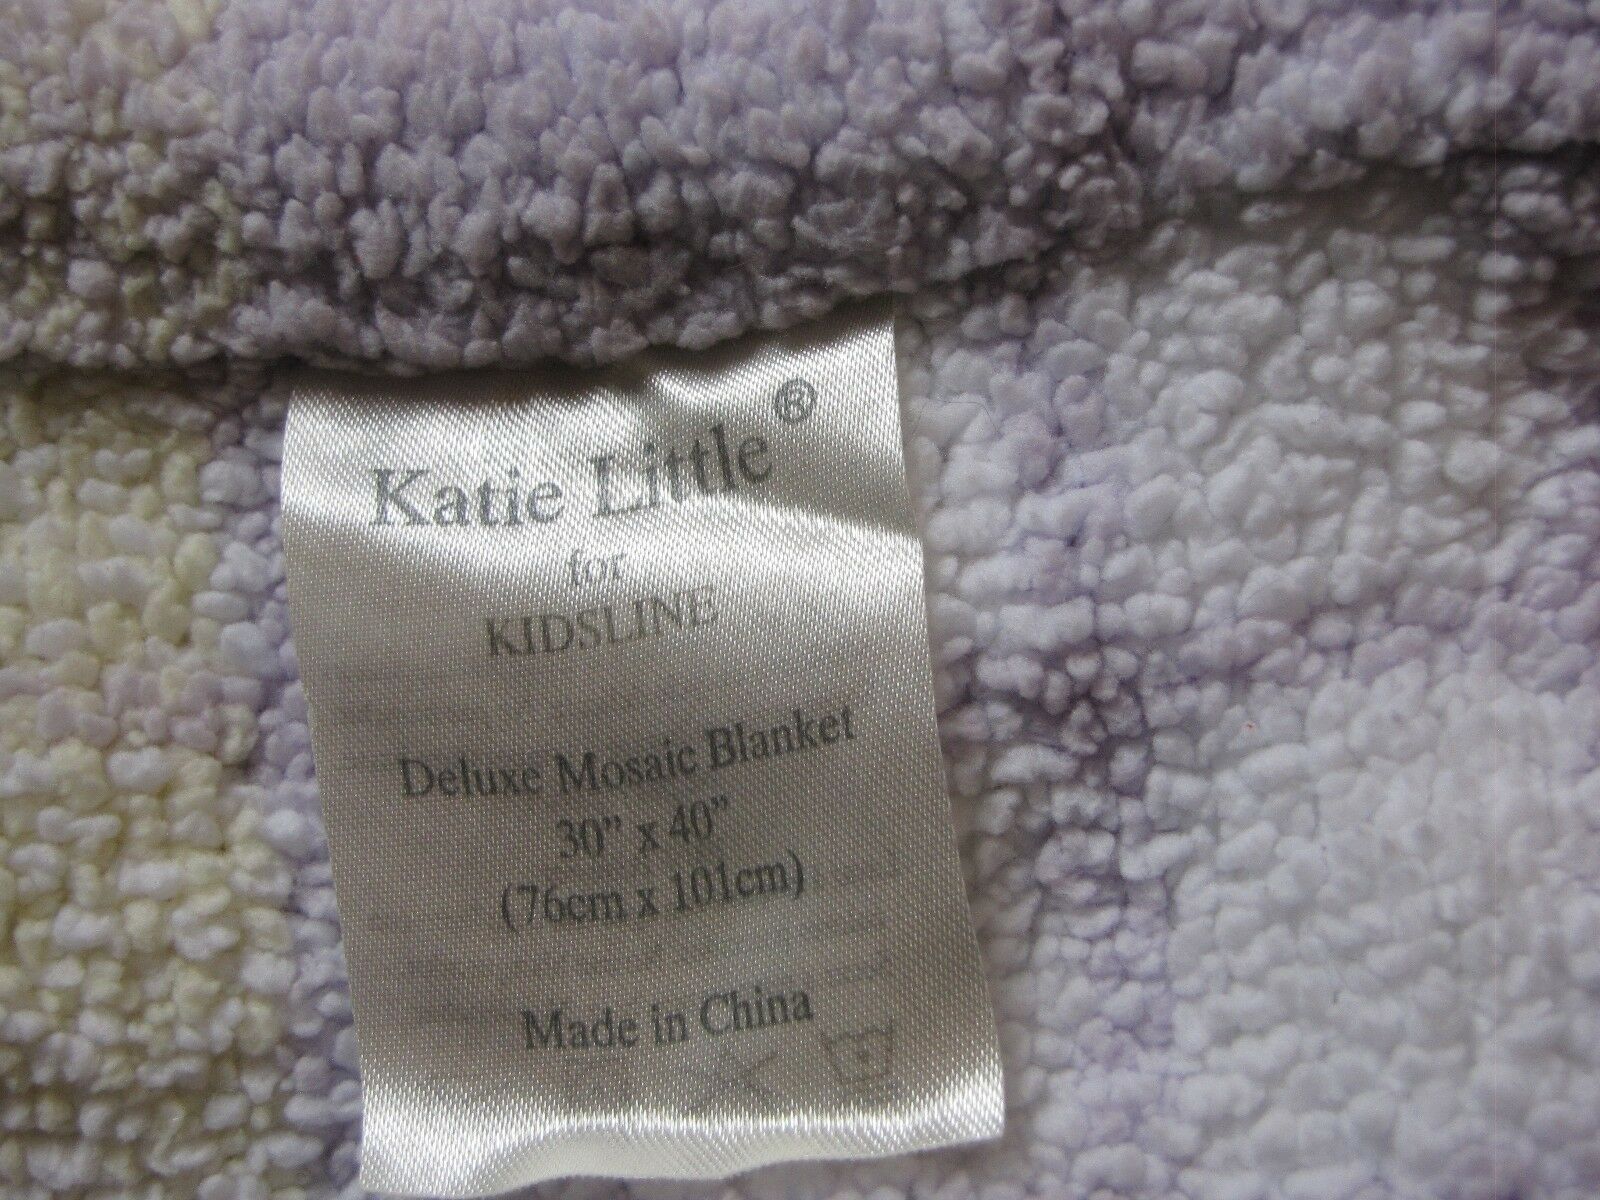 Katie Little®
for
KIDSLINE
Deluxe Mosaic Blanket
30” x 40”
(76cm x 101cm)
Made in China